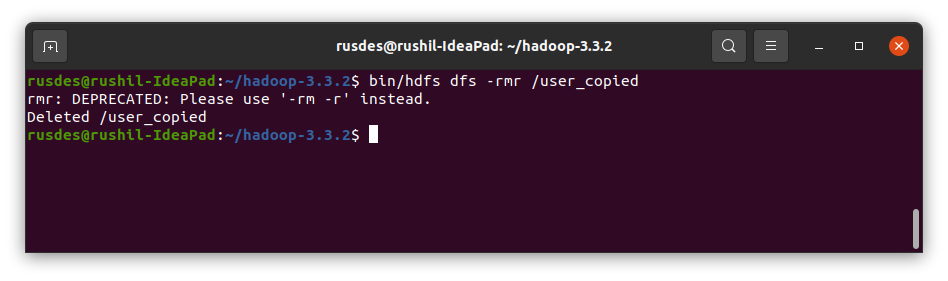 rusdes@rushil-IdeaPad: ~/hadoop-3.3.2
rusdes@rushil-IdeaPad:~/hadoop-3.3.2$ bin/hdfs dfs -rmr /user_copied
rmr: DEPRECATED: Please use '-rm -r' instead.
Deleted /user_copied
rusdes@rushil-IdeaPad:~/hadoop-3.3.2$